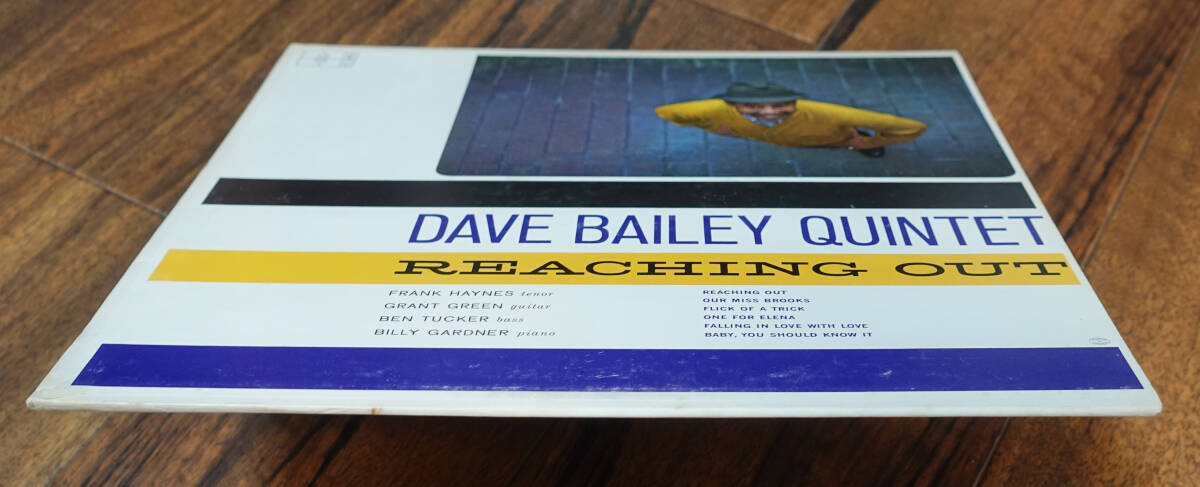 DAVE BAILEY QUINTET
REACHING OUT
FRANK HAYNES tenor
GRANT GREEN guitar
BEN TUCKER bass
BILLY GARDNER piano
REACHING OUT
OUR MISS BROOKS
FLICK OF A TRICK
ONE FOR ELENA
FALLING IN LOVE WITH LOVE
BABY, YOU SHOULD KNOW IT